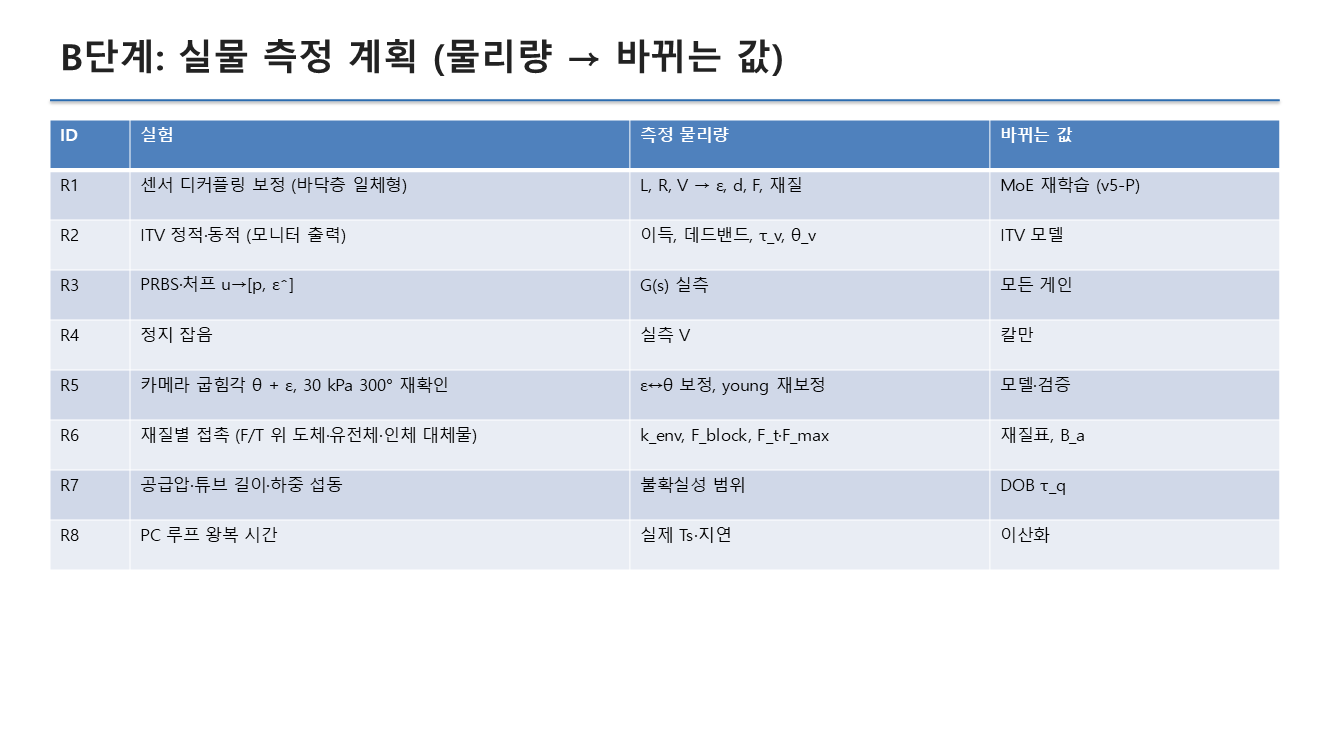 B단계: 실물 측정 계획 (물리량 → 바뀌는 값)
ID 실험 측정 물리량 바뀌는 값
R1 센서 디커플링 보정 (바닥층 일체형) L, R, V → ε, d, F, 재질 MoE 재학습 (v5-P)
R2 ITV 정적·동적 (모니터 출력) 이득, 데드밴드, τ_v, θ_v ITV 모델
R3 PRBS·처프 u→[p, ε^] G(s) 실측 모든 게인
R4 정지 잡음 실측 V 칼만
R5 카메라 굽힘각 θ + ε, 30 kPa 300° 재확인 ε↔θ 보정, young 재보정 모델·검증
R6 재질별 접촉 (F/T 위 도체·유전체·인체 대체물) k_env, F_block, F_t·F_max 재질표, B_a
R7 공급압·튜브 길이·하중 섭동 불확실성 범위 DOB τ_q
R8 PC 루프 왕복 시간 실제 Ts·지연 이산화